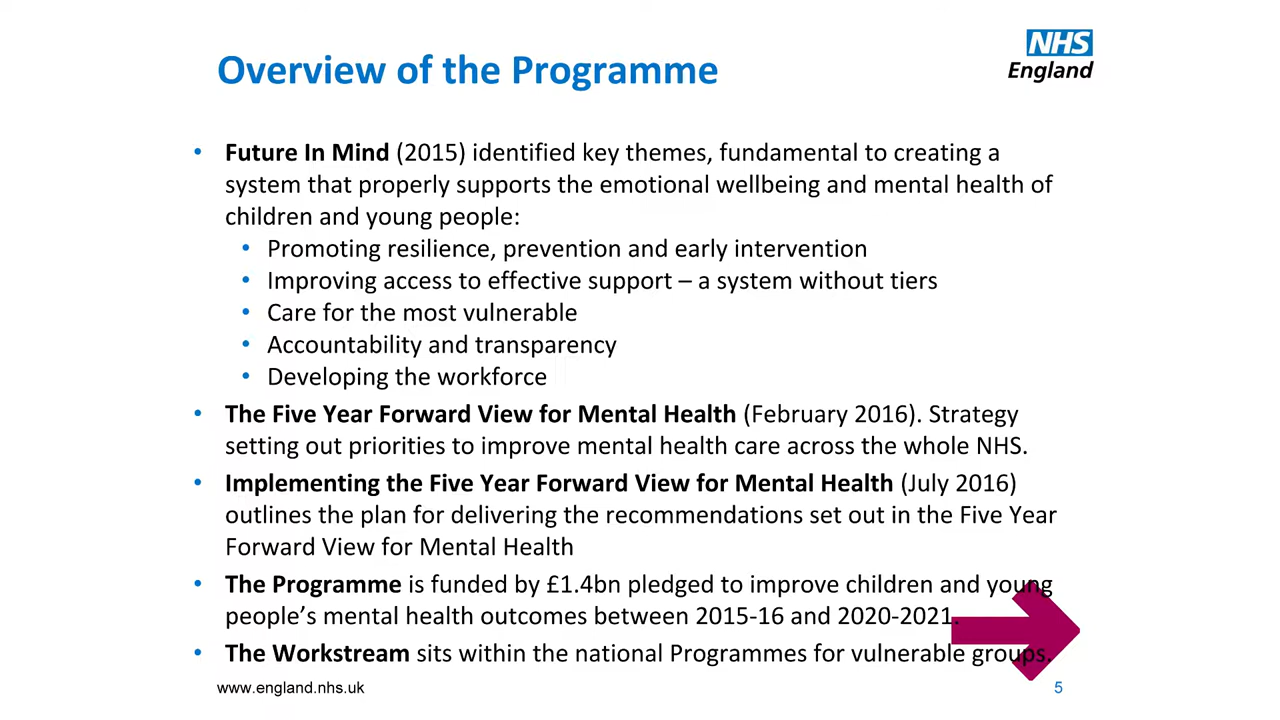 Overview of the Programme
NHS
England
• Future In Mind (2015) identified key themes, fundamental to creating a
system that properly supports the emotional wellbeing and mental health of
children and young people:
• Promoting resilience, prevention and early intervention
• Improving access to effective support – a system without tiers
• Care for the most vulnerable
• Accountability and transparency
• Developing the workforce
• The Five Year Forward View for Mental Health (February 2016). Strategy
setting out priorities to improve mental health care across the whole NHS.
• Implementing the Five Year Forward View for Mental Health (July 2016)
outlines the plan for delivering the recommendations set out in the Five Year
Forward View for Mental Health
• The Programme is funded by £1.4bn pledged to improve children and young
people’s mental health outcomes between 2015-16 and 2020-2021.
• The Workstream sits within the national Programmes for vulnerable groups.
www.england.nhs.uk
5